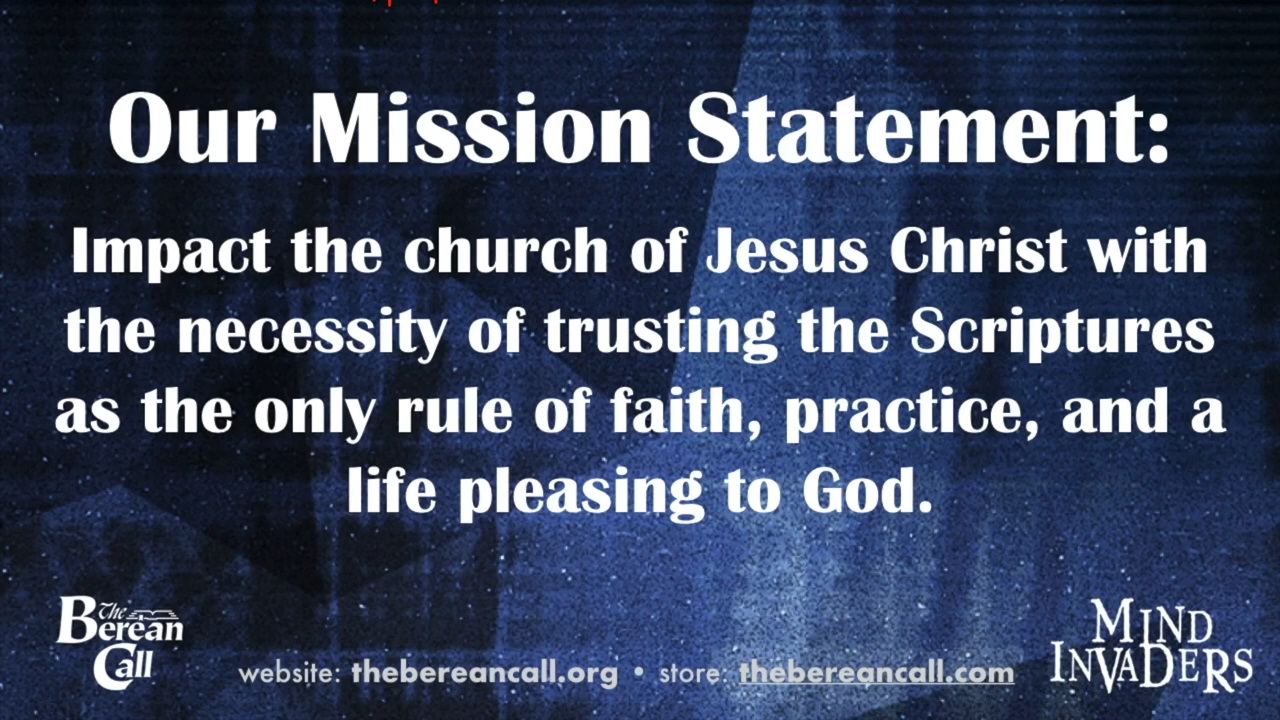 Our Mission Statement:
Impact the church of Jesus Christ with
the necessity of trusting the Scriptures
as the only rule of faith, practice, and a
life pleasing to God.
The
Berean
Call
website: thebereancall.org • store: thebereancall.com
MIND
INVADERS